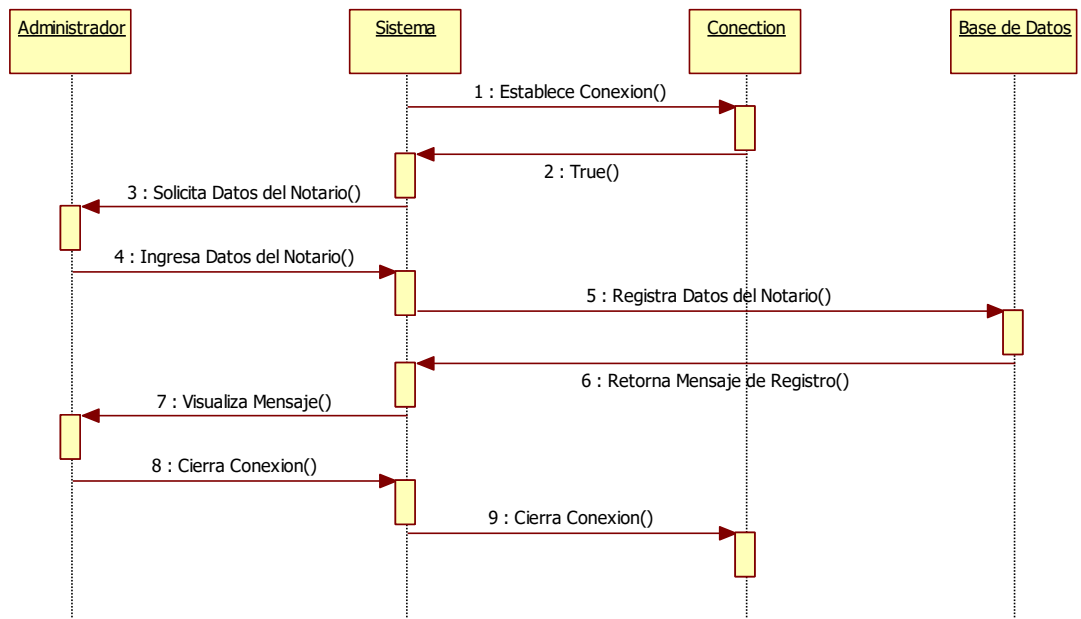 Administrador
Sistema
Conection
Base de Datos
1 : Establece Conexion()
2 : True()
3 : Solicita Datos del Notario()
4 : Ingresa Datos del Notario()
5 : Registra Datos del Notario()
6 : Retorna Mensaje de Registro()
7 : Visualiza Mensaje()
8 : Cierra Conexion()
9 : Cierra Conexion()